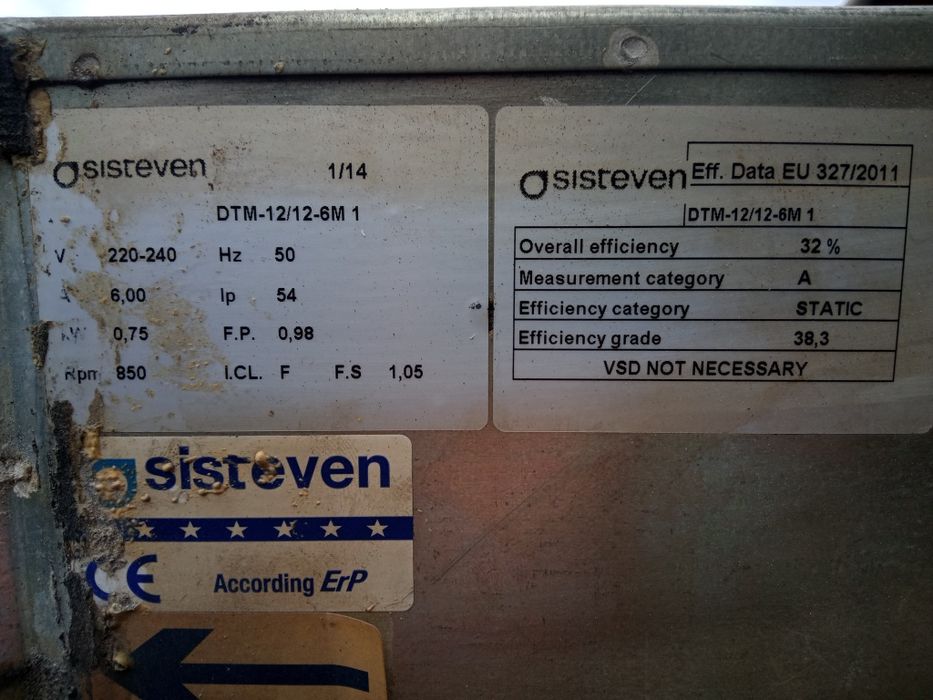 sisteven 1/14
DTM-12/12-6M 1
V 220-240 Hz 50
A 6,00 Ip 54
kW 0,75 F.P. 0,98
Rpm 850 I.CL. F F.S 1,05
sisteven Eff. Data EU 327/2011
DTM-12/12-6M 1
Overall efficiency 32 %
Measurement category A
Efficiency category STATIC
Efficiency grade 38,3
VSD NOT NECESSARY
sisteven
CE According ErP